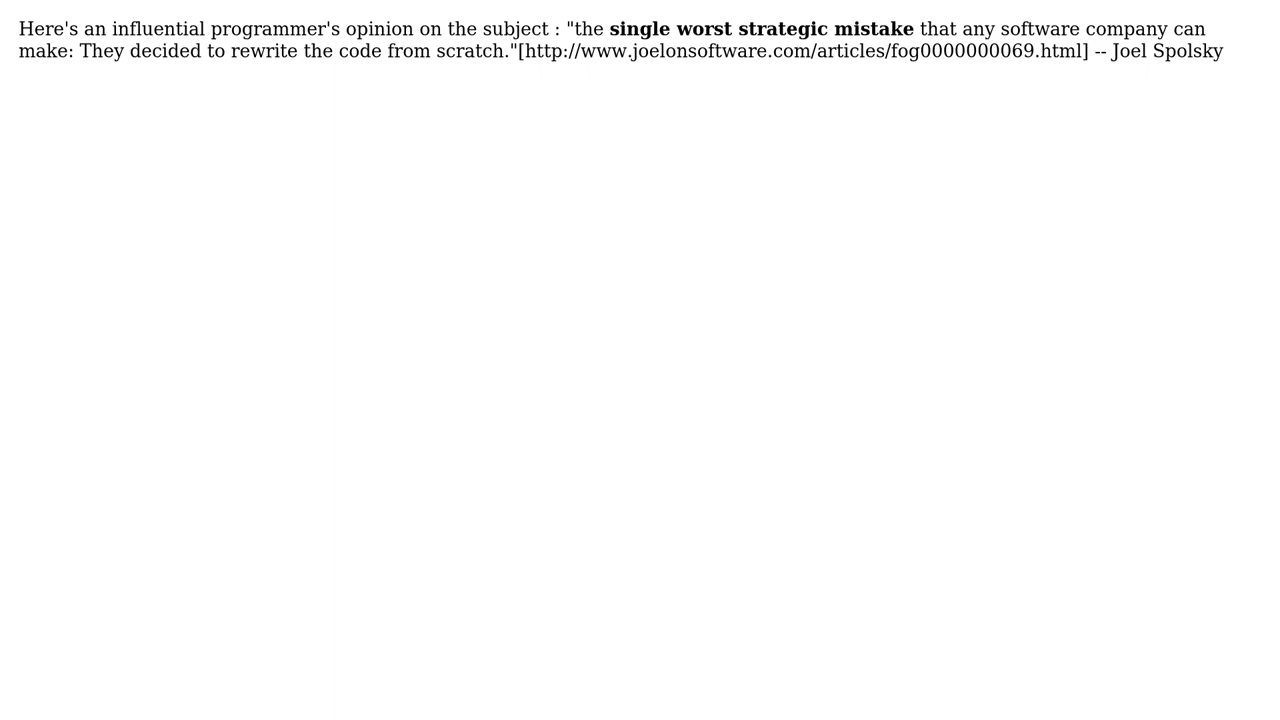 Here's an influential programmer's opinion on the subject : "the single worst strategic mistake that any software company can
make: They decided to rewrite the code from scratch."[http://www.joelonsoftware.com/articles/fog0000000069.html] -- Joel Spolsky